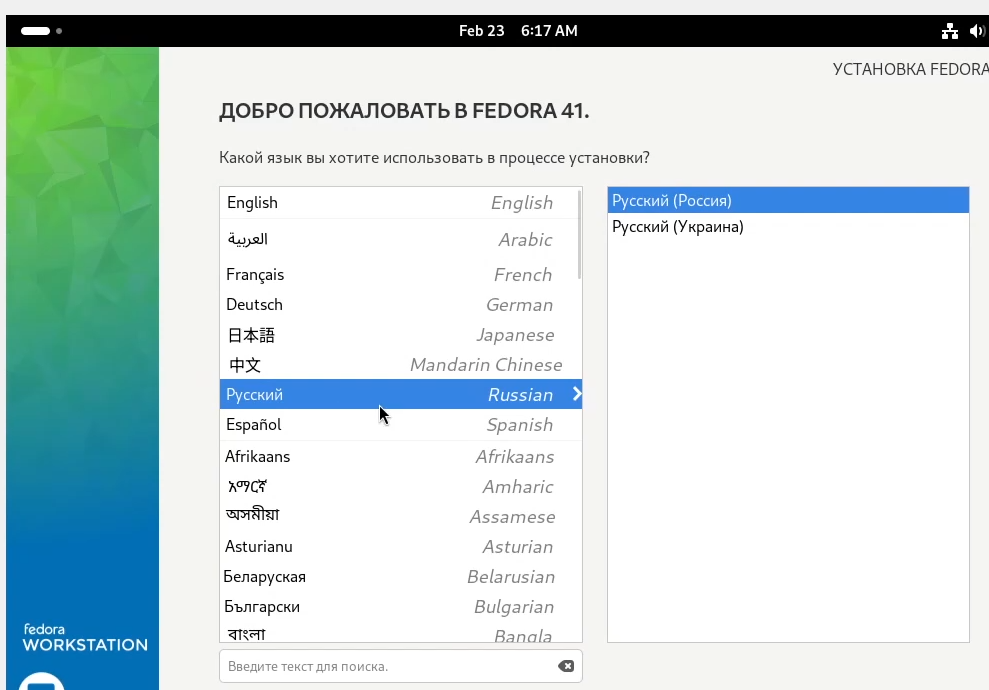 Feb 23 6:17 AM
УСТАНОВКА FEDORA
ДОБРО ПОЖАЛОВАТЬ В FEDORA 41.
Какой язык вы хотите использовать в процессе установки?
English English
العربية Arabic
Français French
Deutsch German
日本語 Japanese
中文 Mandarin Chinese
Русский Russian
Español Spanish
Afrikaans Afrikaans
አማርኛ Amharic
অসমীয়া Assamese
Asturianu Asturian
Беларуская Belarusian
Български Bulgarian
বাংলা Bangla
Введите текст для поиска.
Русский (Россия)
Русский (Украина)
fedora
WORKSTATION